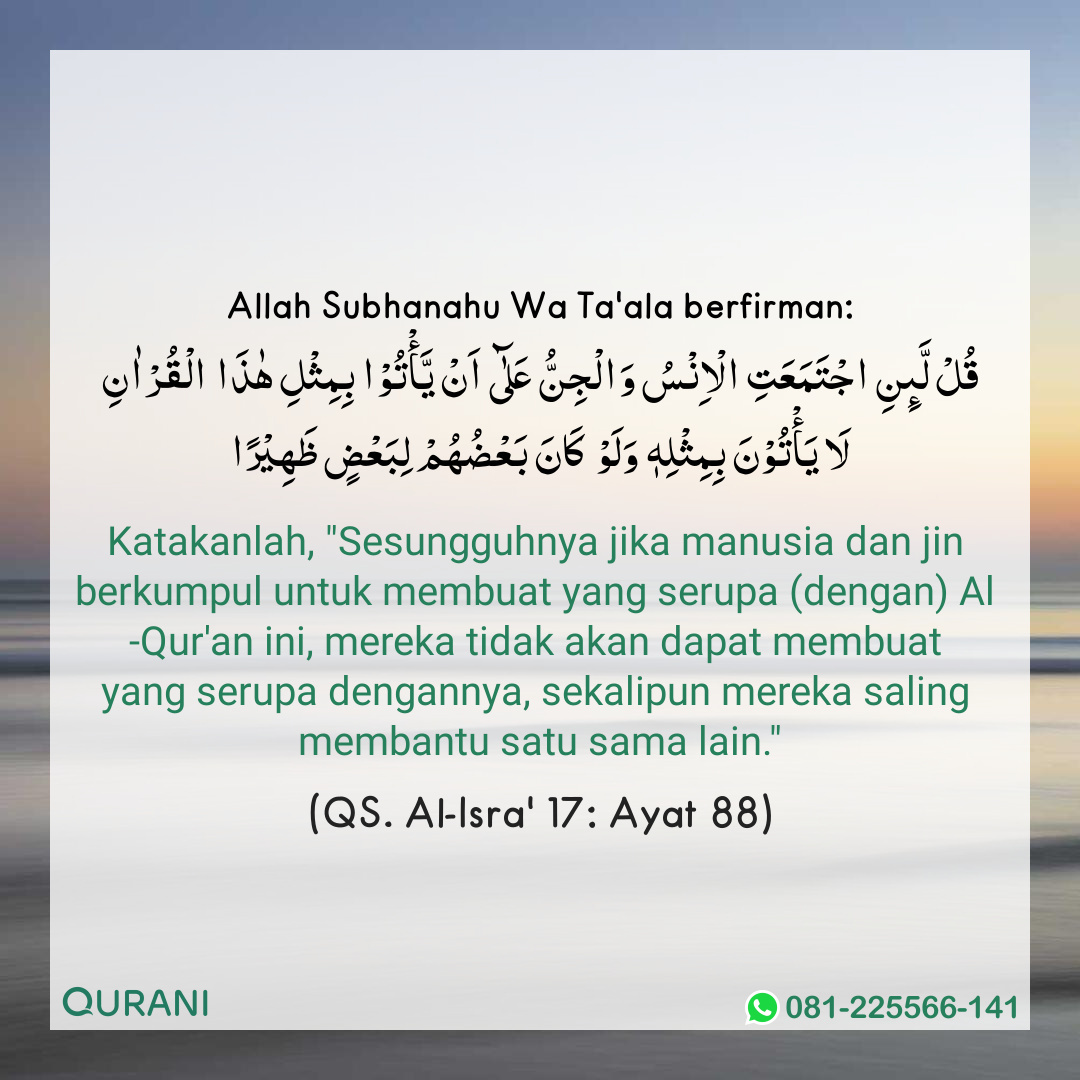 Allah Subhanahu Wa Ta'ala berfirman:
قُلْ لَّىِٕنِ اجْتَمَعَتِ الْاِنْسُ وَالْجِنُّ عَلٰٓى اَنْ يَّأْتُوْا بِمِثْلِ هٰذَا الْقُرْاٰنِ
لَا يَأْتُوْنَ بِمِثْلِهٖ وَلَوْ كَانَ بَعْضُهُمْ لِبَعْضٍ ظَهِيْرًا
Katakanlah, "Sesungguhnya jika manusia dan jin
berkumpul untuk membuat yang serupa (dengan) Al
-Qur'an ini, mereka tidak akan dapat membuat
yang serupa dengannya, sekalipun mereka saling
membantu satu sama lain."
(QS. Al-Isra' 17: Ayat 88)
QURANI
081-225566-141